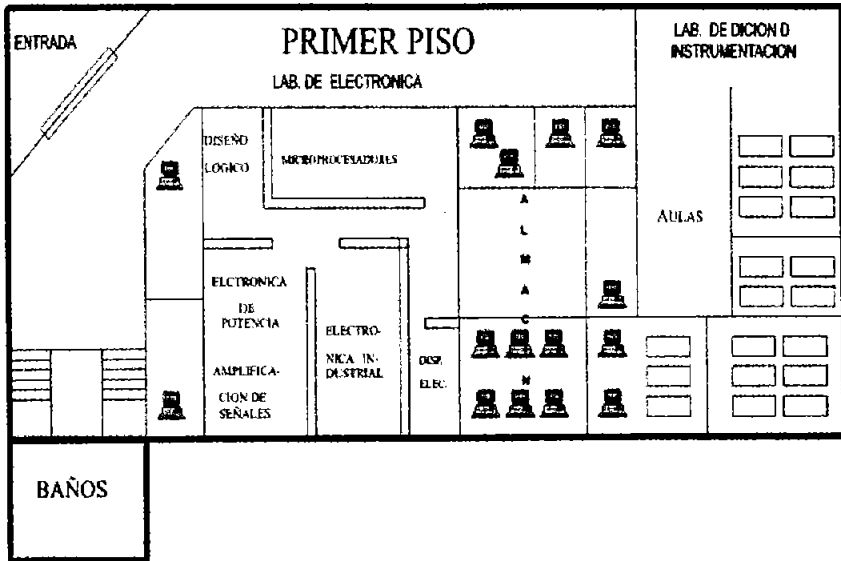 ENTRADA
PRIMER PISO
LAB. DE ELECTRONICA
LAB. DE DICION D
INSTRUMENTACION
DISEÑO
LOGICO
MICROPROCESADORES
AULAS
A
L
M
A
C
N
ELCTRONICA
DE
POTENCIA
AMPLIFICA-
CION DE
SEÑALES
ELECTRO-
NICA IN-
DUSTRIAL
DISP.
ELEC.
BAÑOS